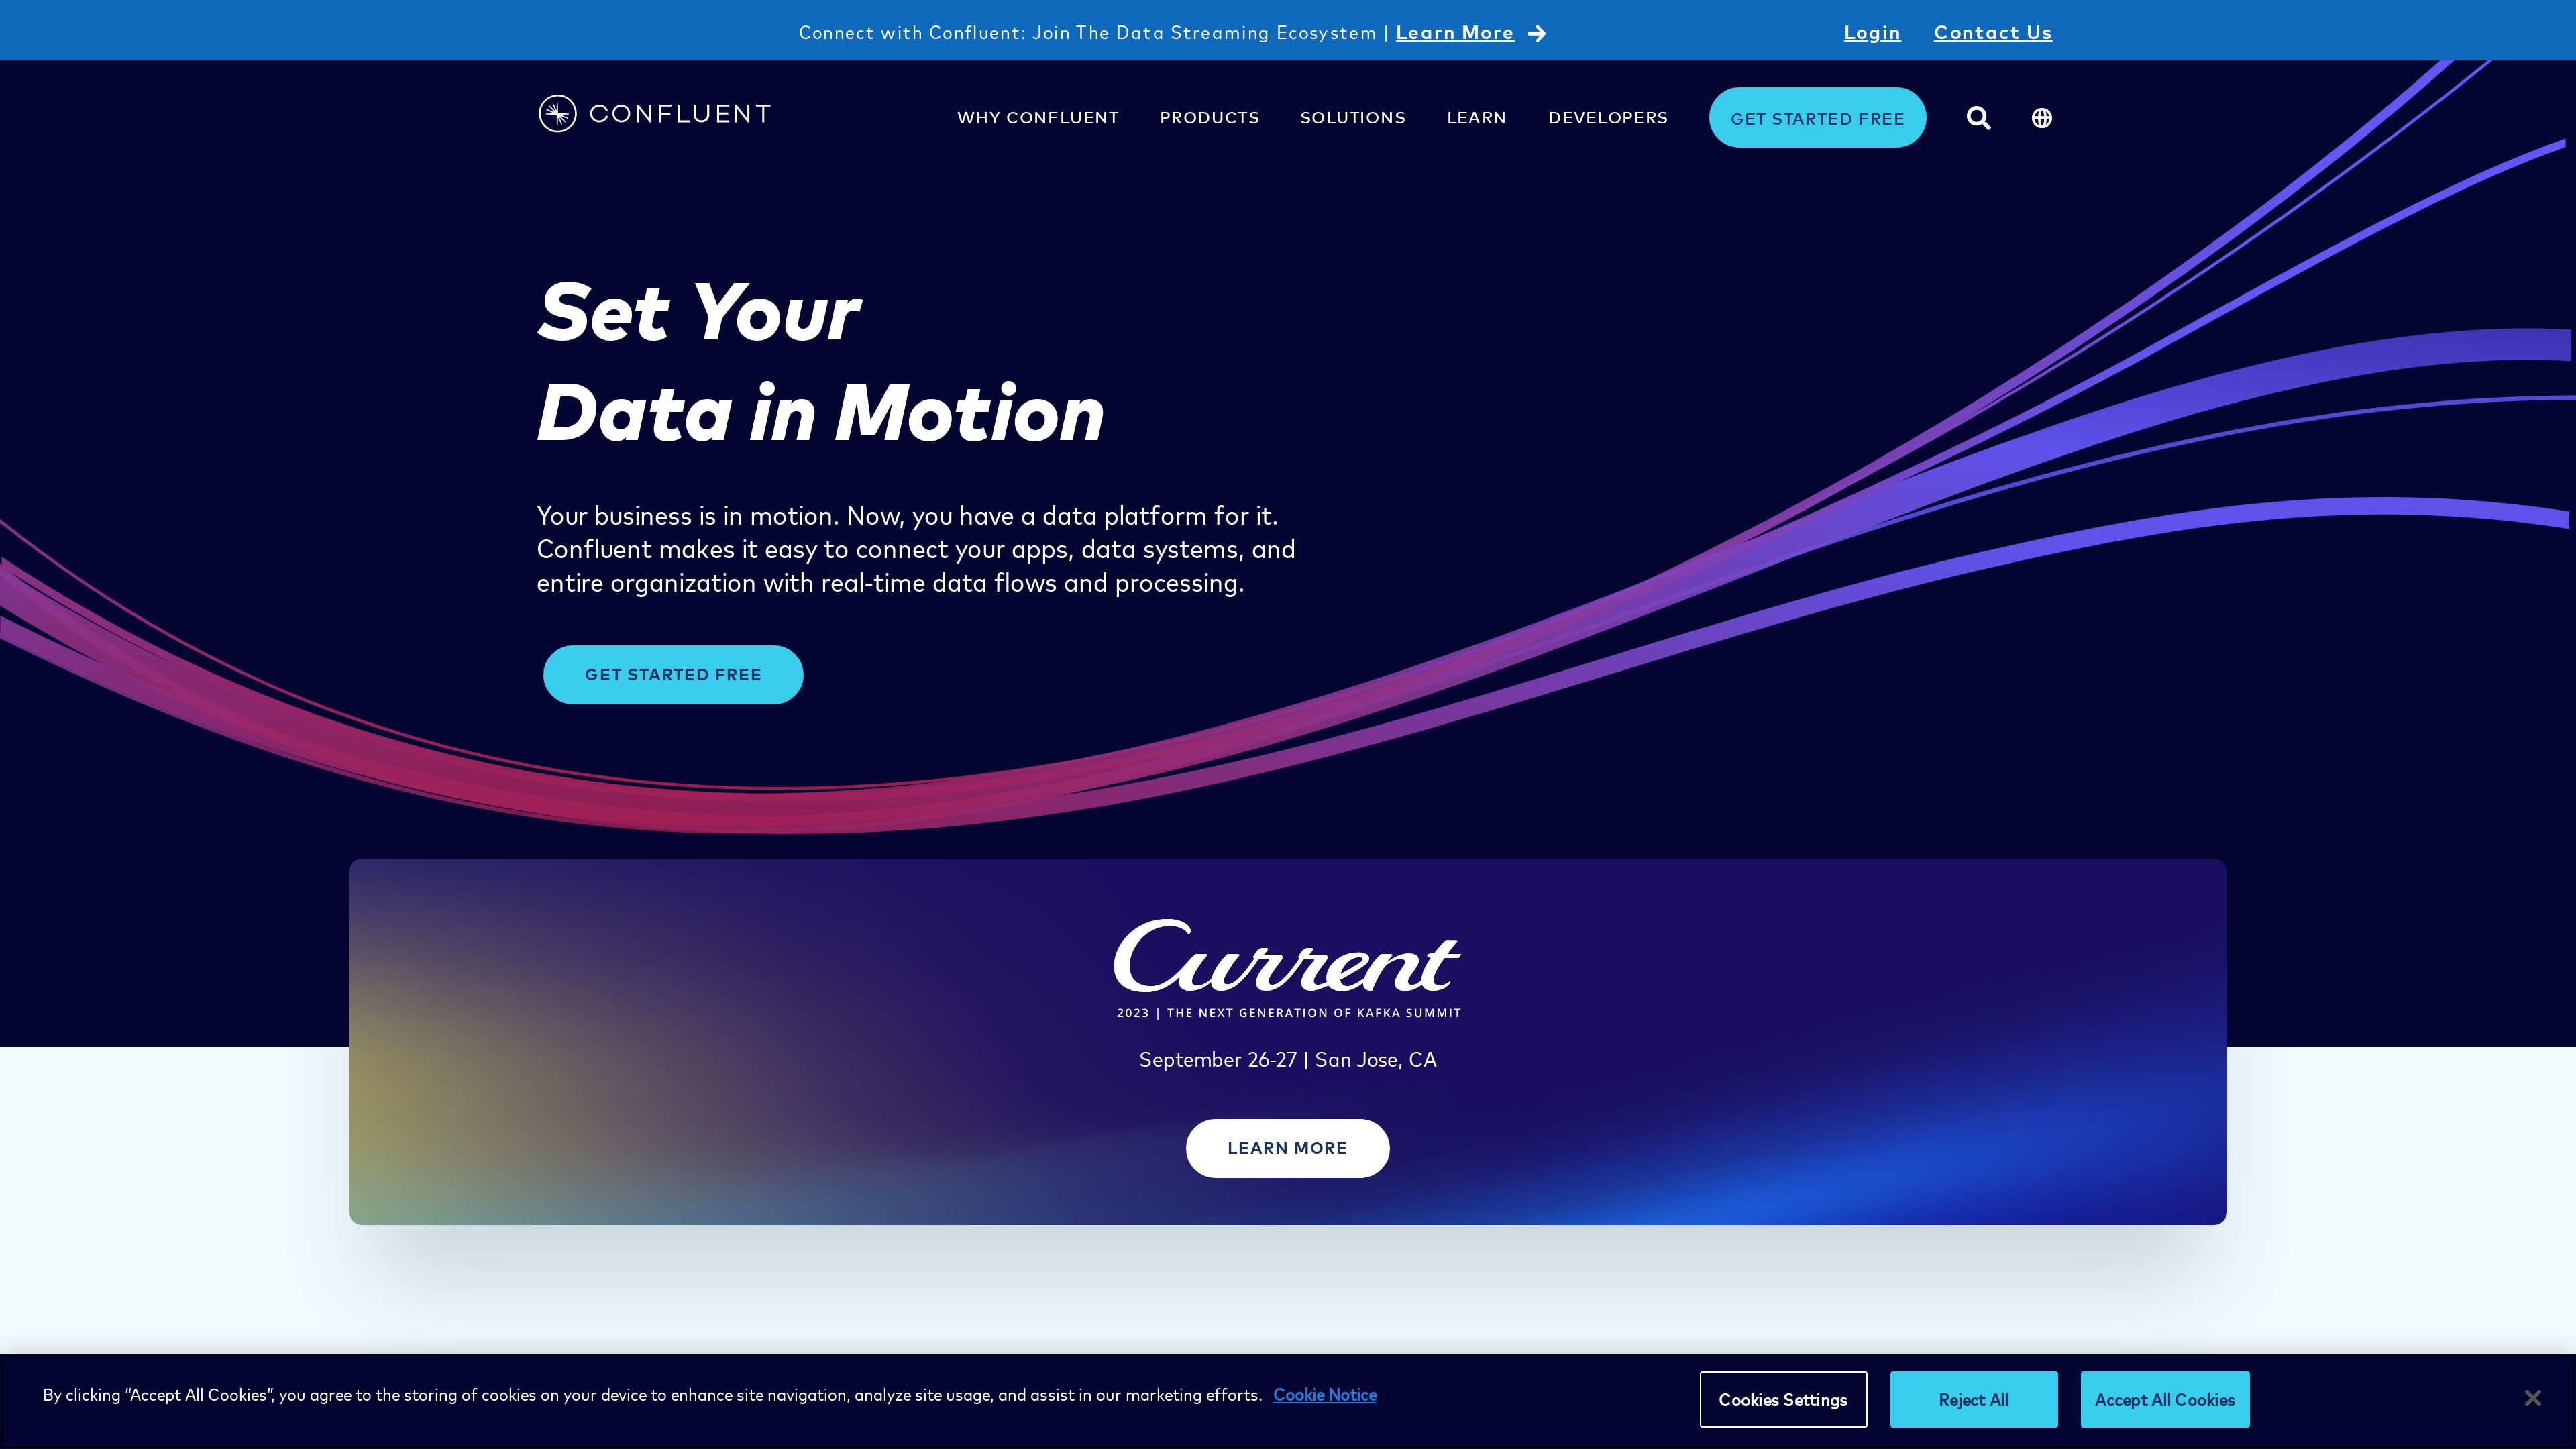 Connect with Confluent: Join The Data Streaming Ecosystem | Learn More
Login
Contact Us
CONFLUENT
WHY CONFLUENT
PRODUCTS
SOLUTIONS
LEARN
DEVELOPERS
GET STARTED FREE
Set Your
Data in Motion
Your business is in motion. Now, you have a data platform for it.
Confluent makes it easy to connect your apps, data systems, and
entire organization with real-time data flows and processing.
GET STARTED FREE
Current
2023 | THE NEXT GENERATION OF KAFKA SUMMIT
September 26-27 | San Jose, CA
LEARN MORE
By clicking “Accept All Cookies”, you agree to the storing of cookies on your device to enhance site navigation, analyze site usage, and assist in our marketing efforts. Cookie Notice
Cookies Settings
Reject All
Accept All Cookies